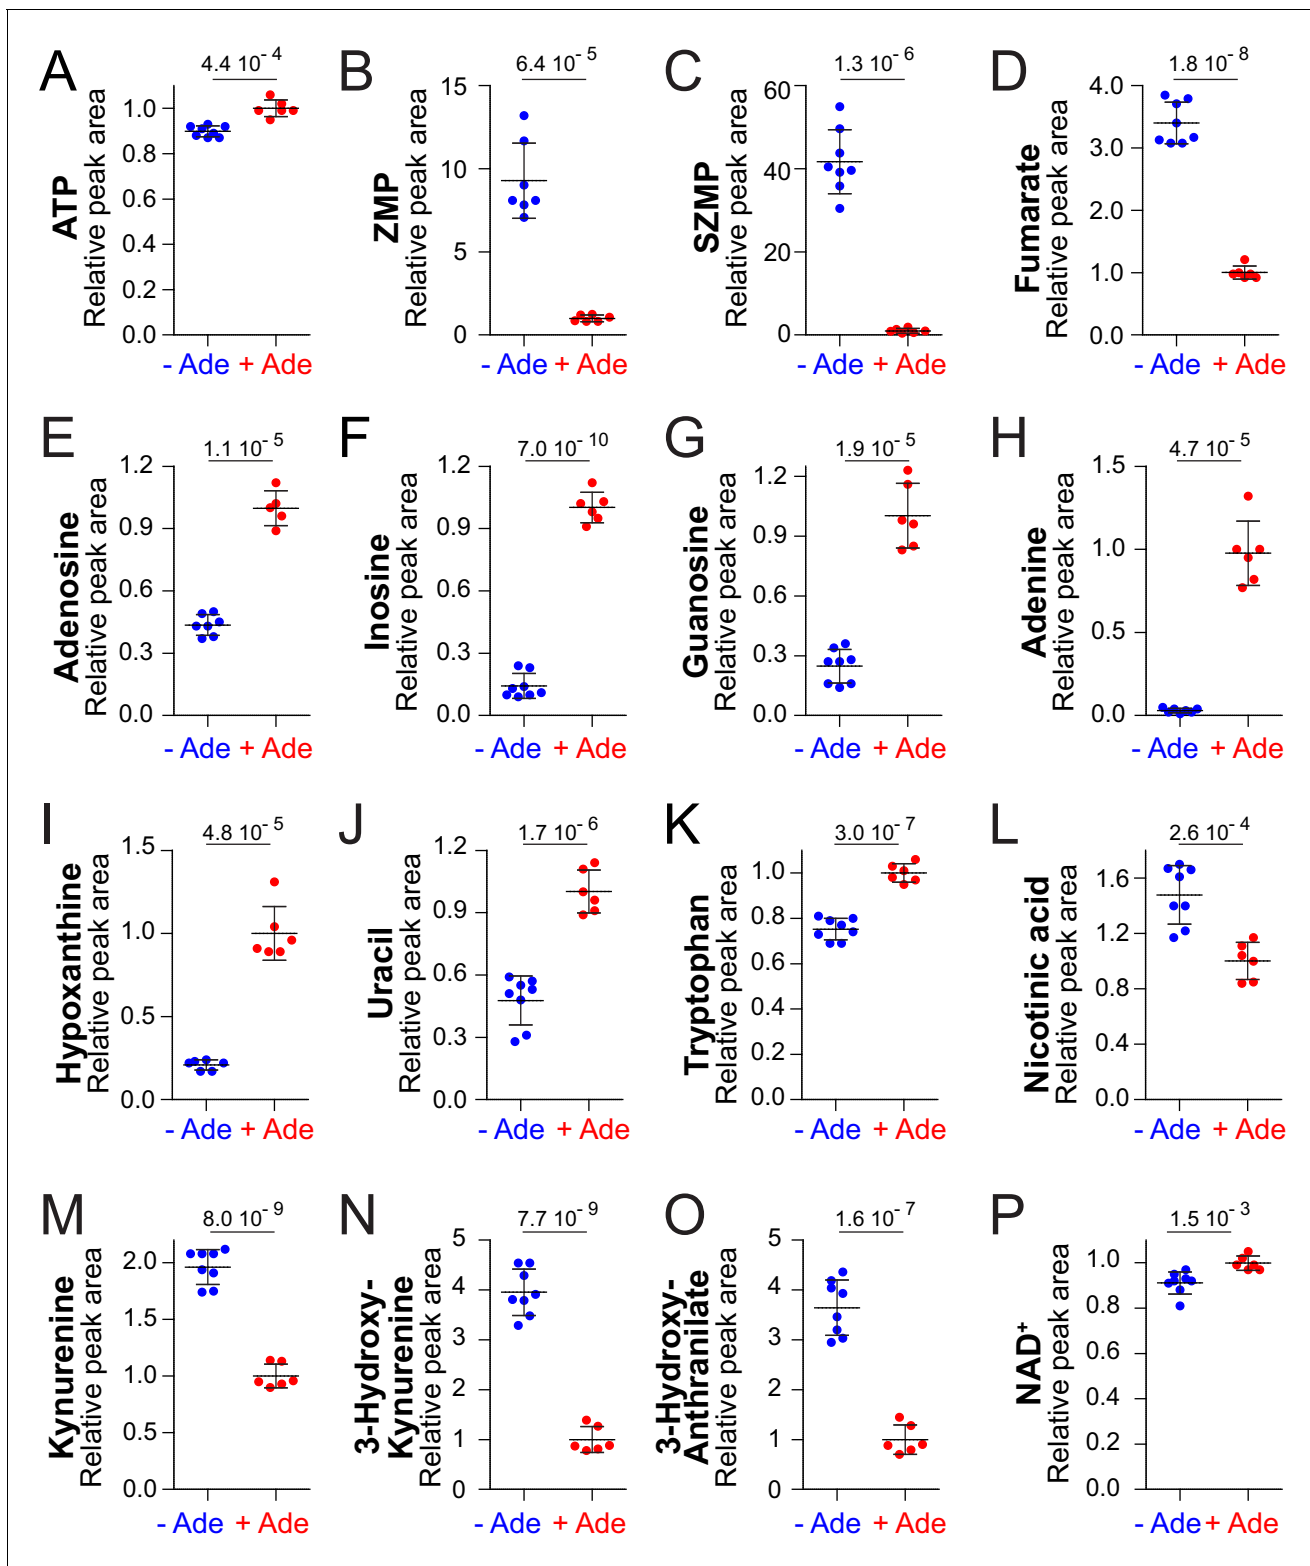 A
4.4 10⁻⁴
ATP
Relative peak area
1.0
0.8
0.6
0.4
0.2
0.0
- Ade + Ade
B
6.4 10⁻⁵
ZMP
Relative peak area
15
10
5
0
- Ade + Ade
C
1.3 10⁻⁶
SZMP
Relative peak area
60
40
20
0
- Ade + Ade
D
1.8 10⁻⁸
Fumarate
Relative peak area
4.0
3.0
2.0
1.0
0.0
- Ade + Ade
E
1.1 10⁻⁵
Adenosine
Relative peak area
1.2
0.9
0.6
0.3
0.0
- Ade + Ade
F
7.0 10⁻¹⁰
Inosine
Relative peak area
1.2
0.9
0.6
0.3
0.0
- Ade + Ade
G
1.9 10⁻⁵
Guanosine
Relative peak area
1.2
0.9
0.6
0.3
0.0
- Ade + Ade
H
4.7 10⁻⁵
Adenine
Relative peak area
1.5
1.0
0.5
0.0
- Ade + Ade
I
4.8 10⁻⁵
Hypoxanthine
Relative peak area
1.5
1.0
0.5
0.0
- Ade + Ade
J
1.7 10⁻⁶
Uracil
Relative peak area
1.2
0.9
0.6
0.3
0.0
- Ade + Ade
K
3.0 10⁻⁷
Tryptophan
Relative peak area
1.0
0.8
0.6
0.4
0.2
0.0
- Ade + Ade
L
2.6 10⁻⁴
Nicotinic acid
Relative peak area
1.6
1.2
0.8
0.4
0.0
- Ade + Ade
M
8.0 10⁻⁹
Kynurenine
Relative peak area
2.0
1.5
1.0
0.5
0.0
- Ade + Ade
N
7.7 10⁻⁹
3-Hydroxy-
Kynurenine
Relative peak area
5
4
3
2
1
0
- Ade + Ade
O
1.6 10⁻⁷
3-Hydroxy-
Anthranilate
Relative peak area
5
4
3
2
1
0
- Ade + Ade
P
1.5 10⁻³
NAD⁺
Relative peak area
1.0
0.8
0.6
0.4
0.2
0.0
- Ade + Ade